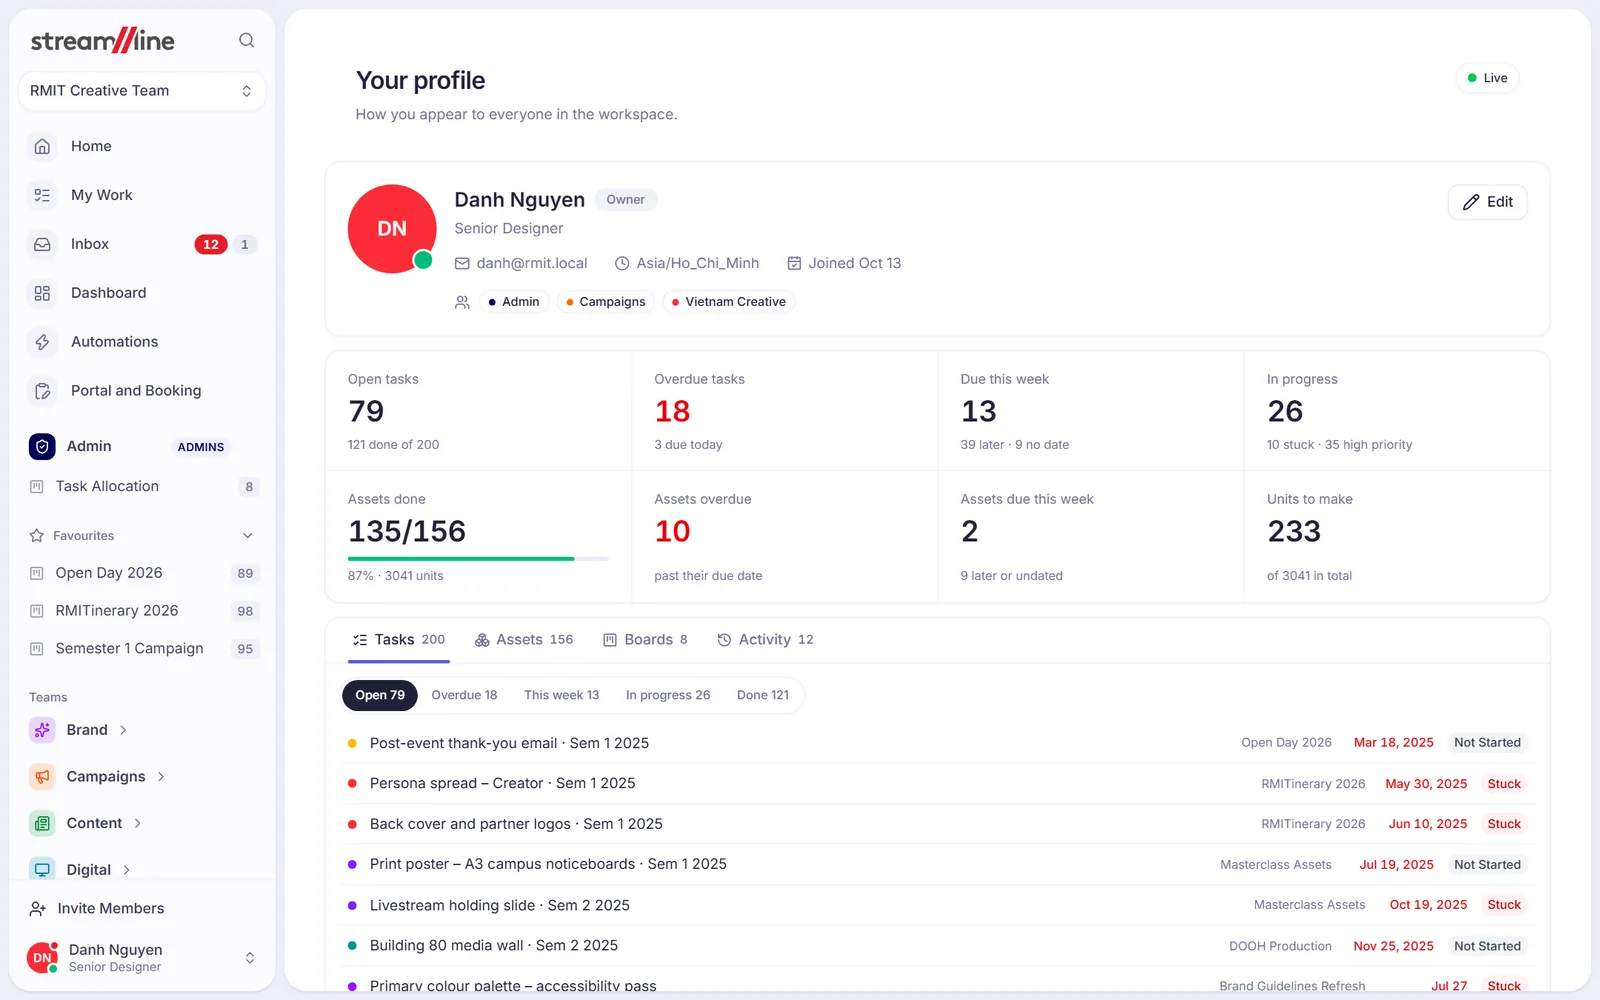 stream//line
RMIT Creative Team
Home
My Work
Inbox 12 1
Dashboard
Automations
Portal and Booking
Admin ADMINS
Task Allocation 8
Favourites
Open Day 2026 89
RMITinerary 2026 98
Semester 1 Campaign 95
Teams
Brand
Campaigns
Content
Digital
Invite Members
DN Danh Nguyen
Senior Designer
Your profile
Live
How you appear to everyone in the workspace.
DN
Danh Nguyen Owner
Edit
Senior Designer
danh@rmit.local Asia/Ho_Chi_Minh Joined Oct 13
Admin Campaigns Vietnam Creative
Open tasks
79
121 done of 200
Overdue tasks
18
3 due today
Due this week
13
39 later · 9 no date
In progress
26
10 stuck · 35 high priority
Assets done
135/156
87% · 3041 units
Assets overdue
10
past their due date
Assets due this week
2
9 later or undated
Units to make
233
of 3041 in total
Tasks 200 Assets 156 Boards 8 Activity 12
Open 79 Overdue 18 This week 13 In progress 26 Done 121
Post-event thank-you email · Sem 1 2025 Open Day 2026 Mar 18, 2025 Not Started
Persona spread – Creator · Sem 1 2025 RMITinerary 2026 May 30, 2025 Stuck
Back cover and partner logos · Sem 1 2025 RMITinerary 2026 Jun 10, 2025 Stuck
Print poster – A3 campus noticeboards · Sem 1 2025 Masterclass Assets Jul 19, 2025 Not Started
Livestream holding slide · Sem 2 2025 Masterclass Assets Oct 19, 2025 Stuck
Building 80 media wall · Sem 2 2025 DOOH Production Nov 25, 2025 Not Started
Primary colour palette – accessibility pass Brand Guidelines Refresh Jul 27 Stuck